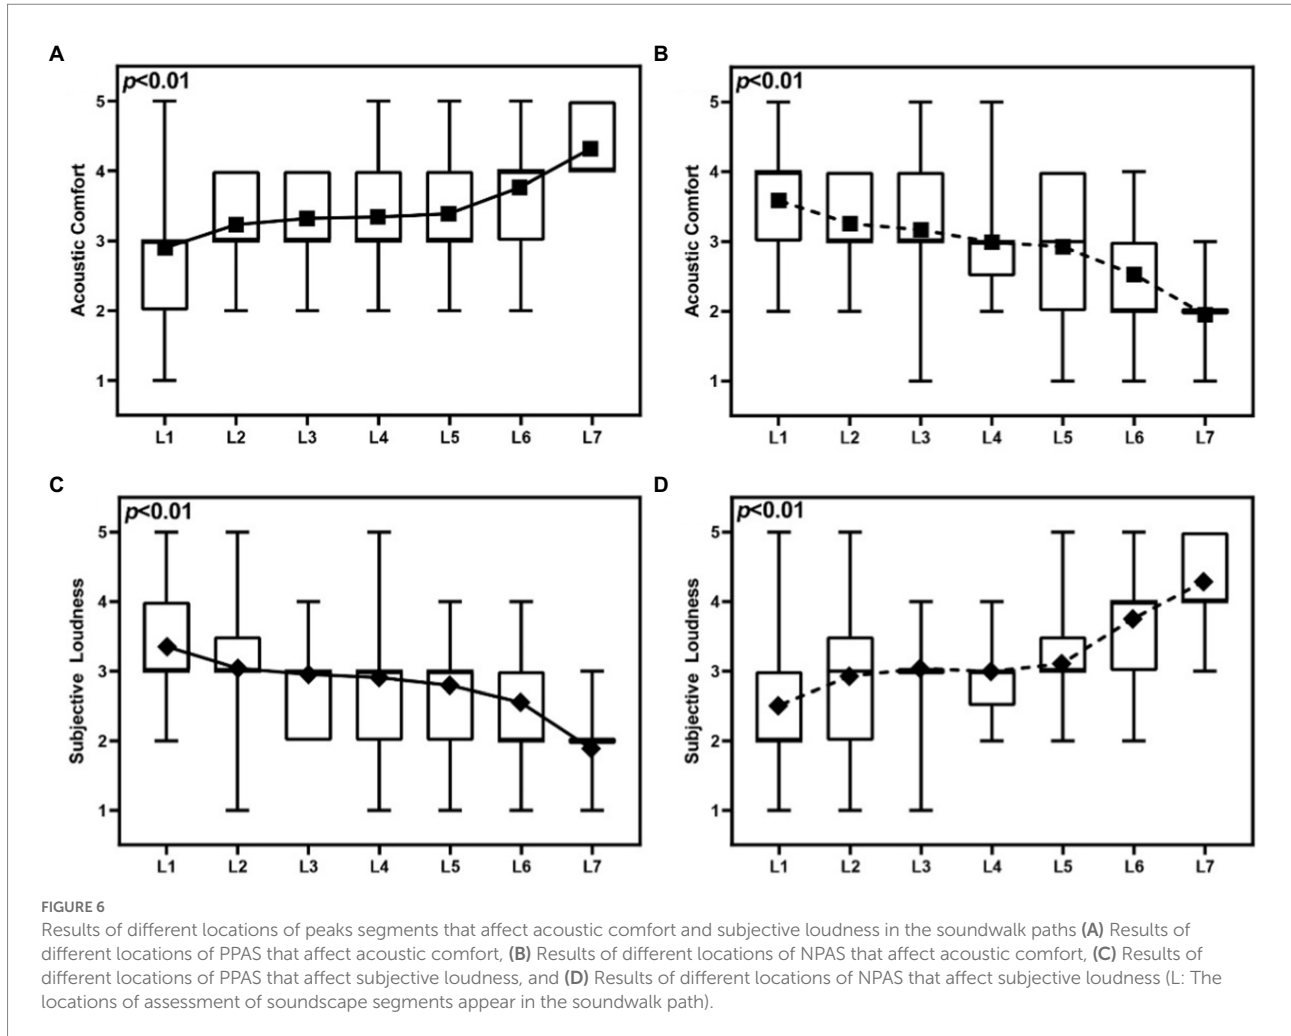 A
p<0.01
Acoustic Comfort
5
4
3
2
1
L1 L2 L3 L4 L5 L6 L7
B
p<0.01
Acoustic Comfort
5
4
3
2
1
L1 L2 L3 L4 L5 L6 L7
C
p<0.01
Subjective Loudness
5
4
3
2
1
L1 L2 L3 L4 L5 L6 L7
D
p<0.01
Subjective Loudness
5
4
3
2
1
L1 L2 L3 L4 L5 L6 L7
FIGURE 6
Results of different locations of peaks segments that affect acoustic comfort and subjective loudness in the soundwalk paths (A) Results of
different locations of PPAS that affect acoustic comfort, (B) Results of different locations of NPAS that affect acoustic comfort, (C) Results of
different locations of PPAS that affect subjective loudness, and (D) Results of different locations of NPAS that affect subjective loudness (L: The
locations of assessment of soundscape segments appear in the soundwalk path).